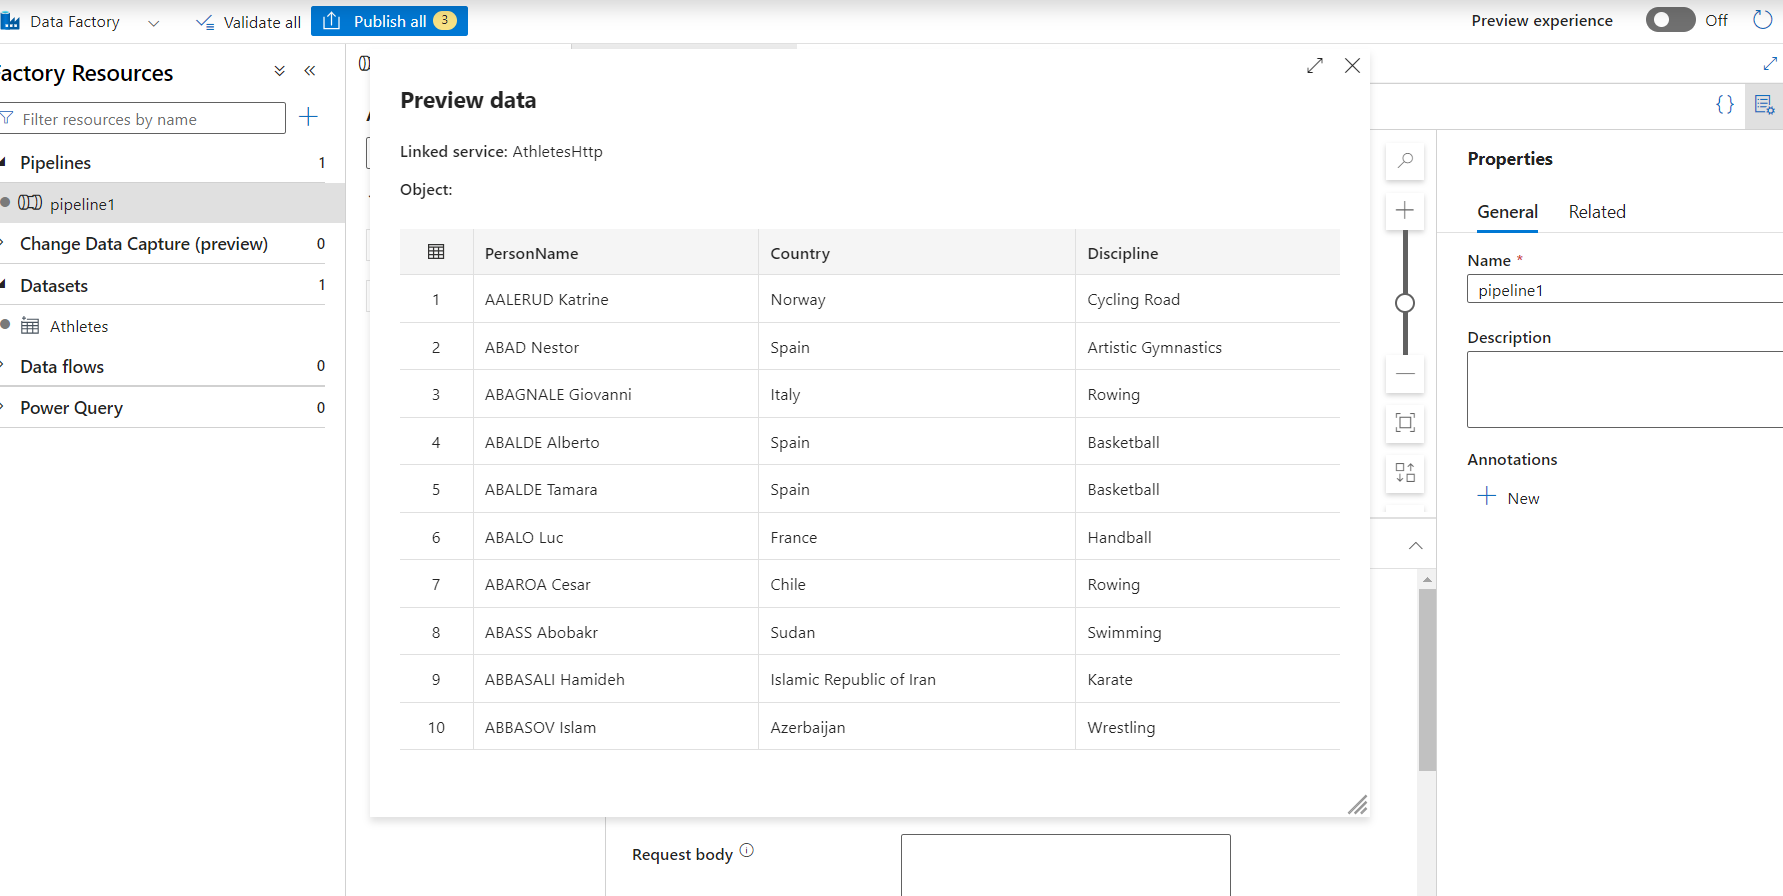 Data Factory
Validate all
Publish all 3
Preview experience
Off
actory Resources
Filter resources by name
Pipelines 1
pipeline1
Change Data Capture (preview) 0
Datasets 1
Athletes
Data flows 0
Power Query 0
Preview data
Linked service: AthletesHttp
Object:
PersonName Country Discipline
1 AALERUD Katrine Norway Cycling Road
2 ABAD Nestor Spain Artistic Gymnastics
3 ABAGNALE Giovanni Italy Rowing
4 ABALDE Alberto Spain Basketball
5 ABALDE Tamara Spain Basketball
6 ABALO Luc France Handball
7 ABAROA Cesar Chile Rowing
8 ABASS Abobakr Sudan Swimming
9 ABBASALI Hamideh Islamic Republic of Iran Karate
10 ABBASOV Islam Azerbaijan Wrestling
Request body
Properties
General Related
Name *
pipeline1
Description
Annotations
New